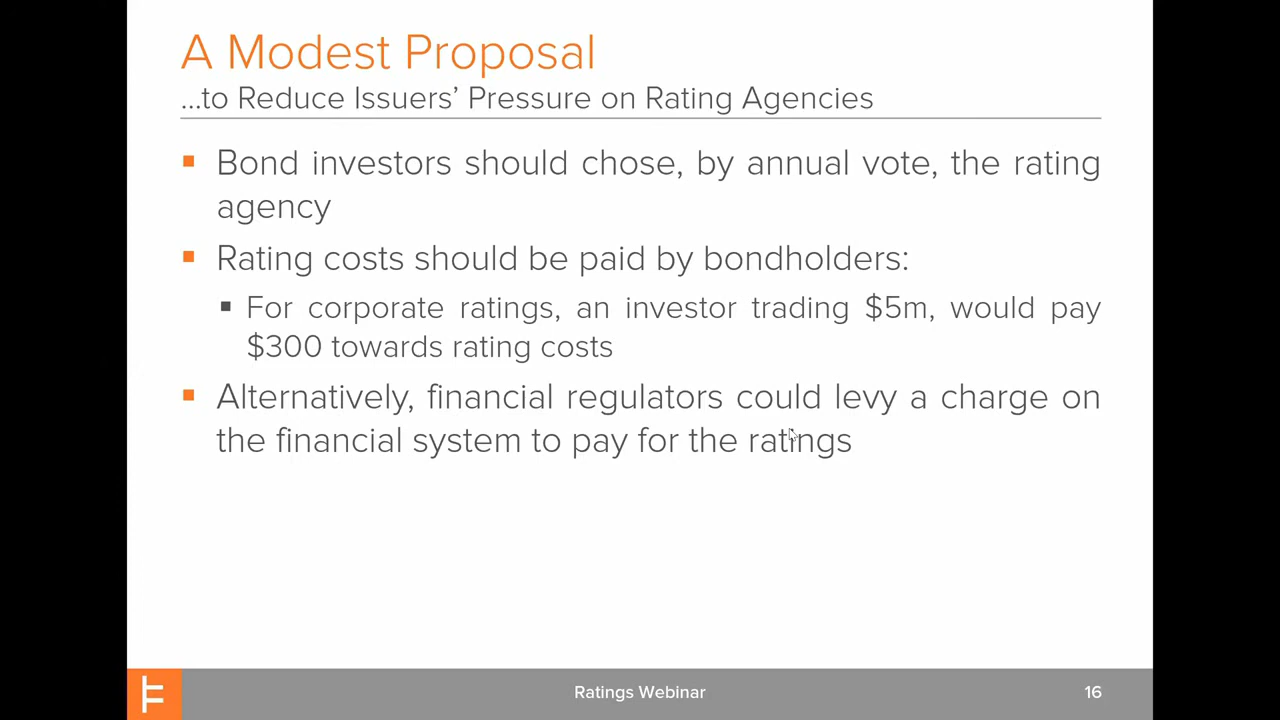 A Modest Proposal
...to Reduce Issuers’ Pressure on Rating Agencies
Bond investors should chose, by annual vote, the rating
agency
Rating costs should be paid by bondholders:
For corporate ratings, an investor trading $5m, would pay
$300 towards rating costs
Alternatively, financial regulators could levy a charge on
the financial system to pay for the ratings
Ratings Webinar
16